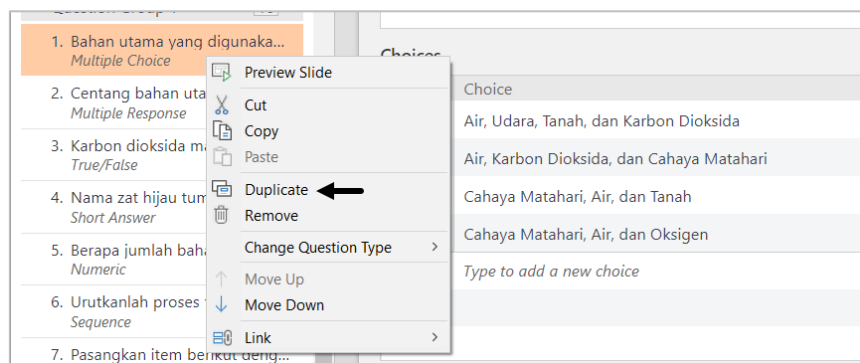 Question Group 1
1. Bahan utama yang digunaka...
Multiple Choice
2. Centang bahan uta
Multiple Response
3. Karbon dioksida ma
True/False
4. Nama zat hijau tum
Short Answer
5. Berapa jumlah baha
Numeric
6. Urutkanlah proses
Sequence
7. Pasangkan item berikut deng...
Preview Slide
Cut
Copy
Paste
Duplicate
Remove
Change Question Type
Move Up
Move Down
Link
Choices
Choice
Air, Udara, Tanah, dan Karbon Dioksida
Air, Karbon Dioksida, dan Cahaya Matahari
Cahaya Matahari, Air, dan Tanah
Cahaya Matahari, Air, dan Oksigen
Type to add a new choice